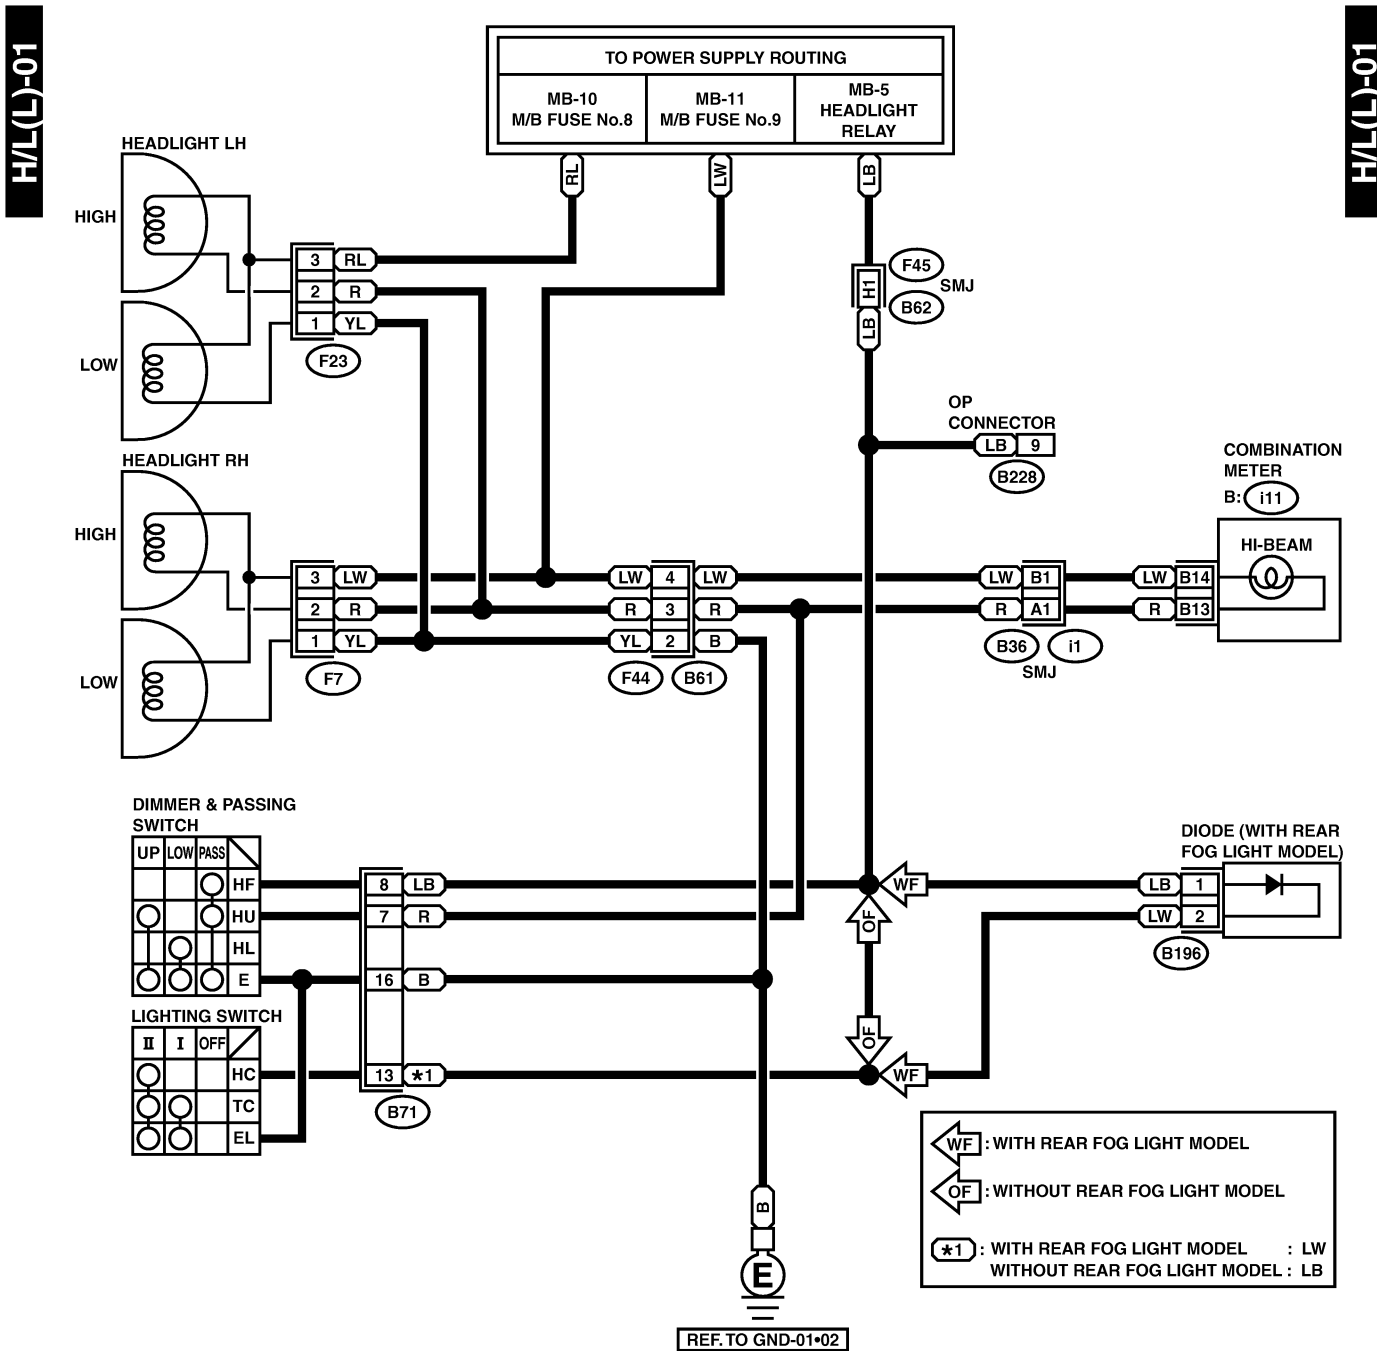 H/L(L)-01
H/L(L)-01
TO POWER SUPPLY ROUTING
MB-10
M/B FUSE No.8
MB-11
M/B FUSE No.9
MB-5
HEADLIGHT
RELAY
RL
LW
LB
HEADLIGHT LH
HIGH
LOW
3 RL
2 R
1 YL
F23
H1
LB
F45
SMJ
B62
OP
CONNECTOR
LB 9
B228
COMBINATION
METER
B: i11
HI-BEAM
HEADLIGHT RH
HIGH
LOW
3 LW
2 R
1 YL
F7
LW 4 LW
R 3 R
YL 2 B
F44 B61
LW B1
R A1
B36 i1
SMJ
LW B14
R B13
DIMMER & PASSING
SWITCH
UP LOW PASS
HF
HU
HL
E
8 LB
7 R
16 B
13 *1
B71
LIGHTING SWITCH
II I OFF
HC
TC
EL
WF
OF
OF
WF
DIODE (WITH REAR
FOG LIGHT MODEL)
LB 1
LW 2
B196
B
E
REF. TO GND-01•02
WF : WITH REAR FOG LIGHT MODEL
OF : WITHOUT REAR FOG LIGHT MODEL
*1 : WITH REAR FOG LIGHT MODEL : LW
WITHOUT REAR FOG LIGHT MODEL : LB